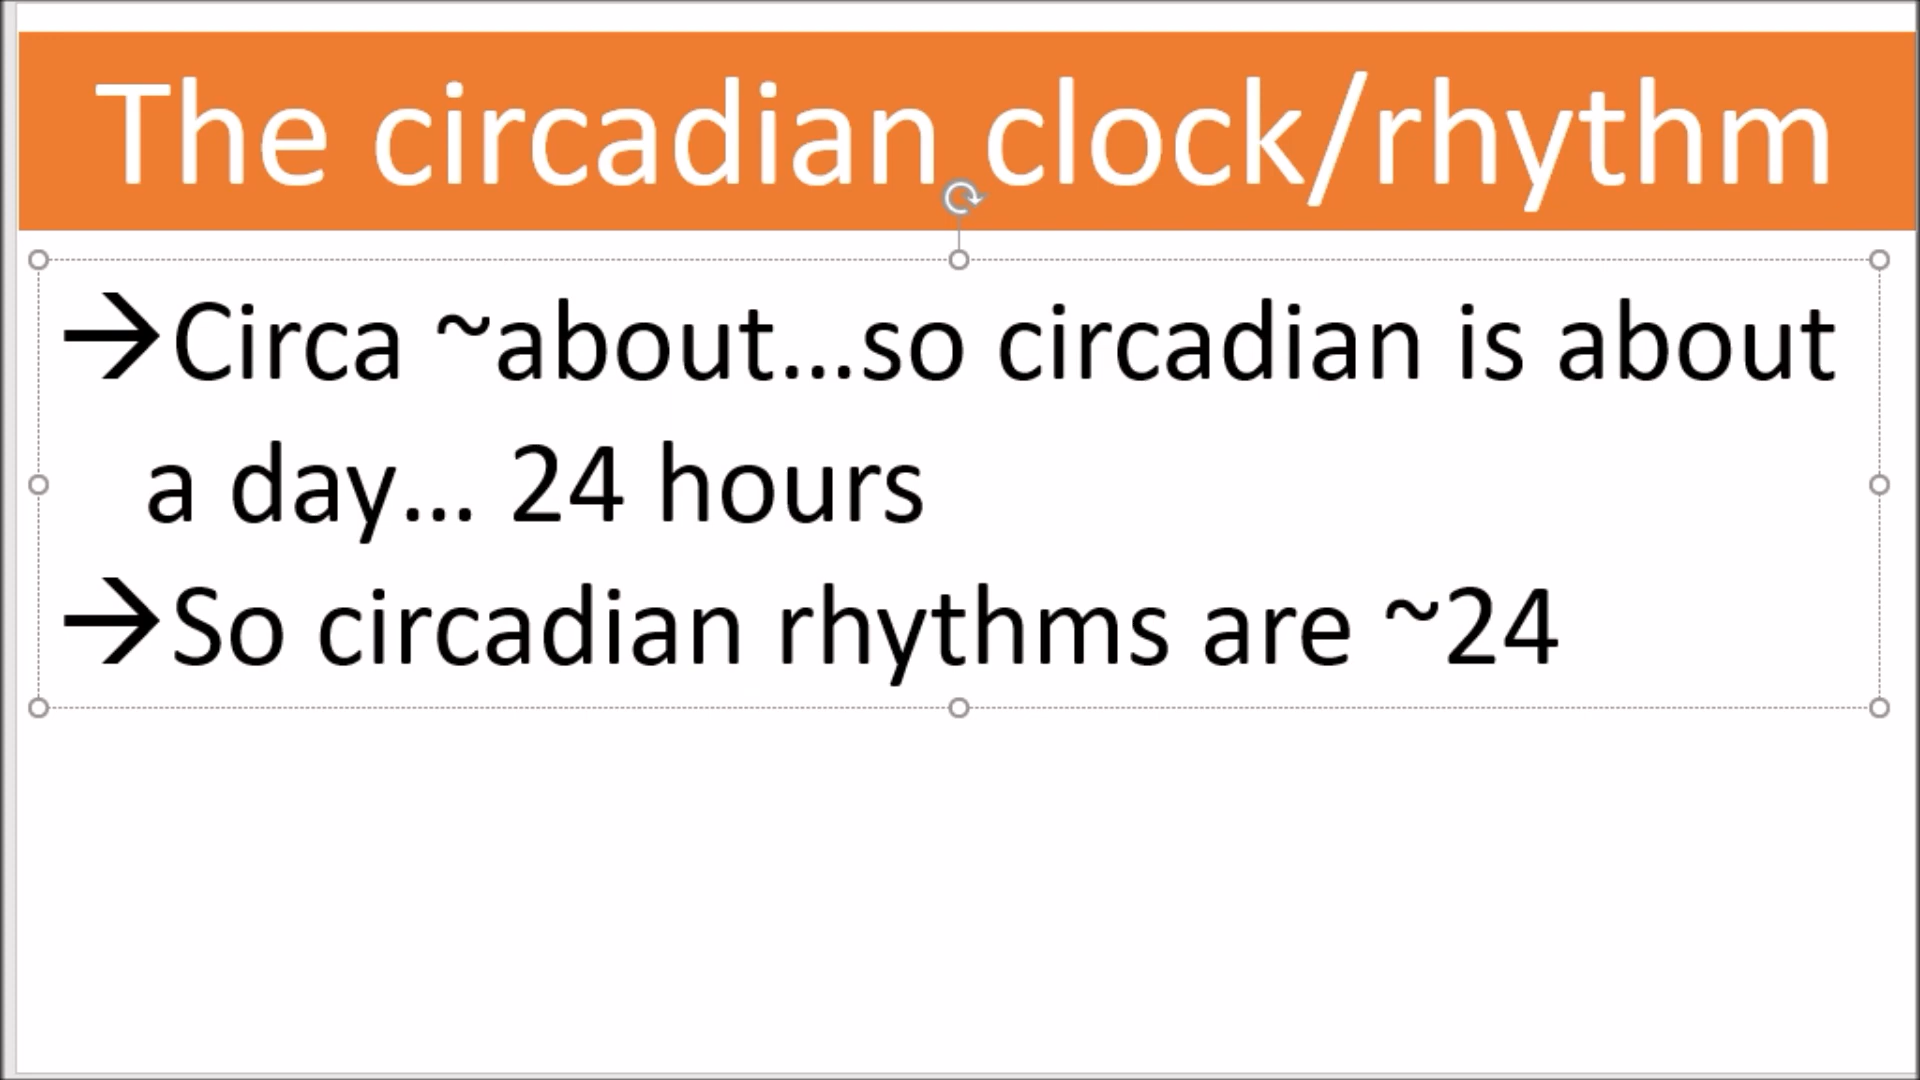 The circadian clock/rhythm
→Circa ~about...so circadian is about
a day... 24 hours
→So circadian rhythms are ~24